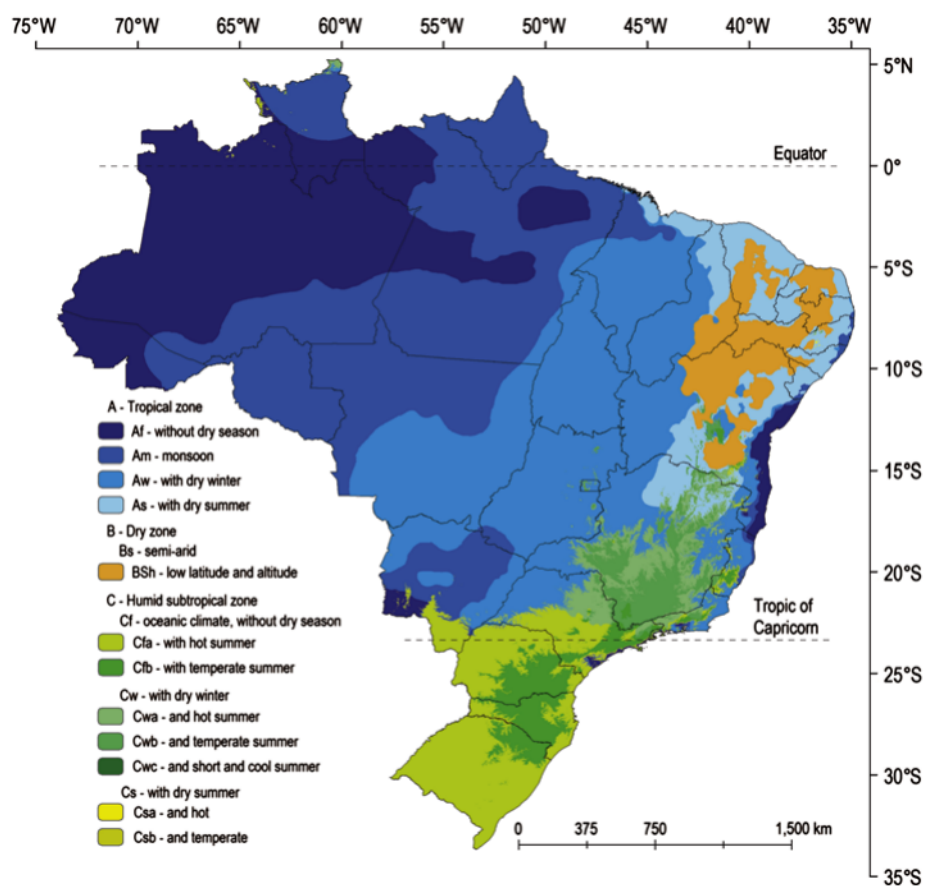 75°W 70°W 65°W 60°W 55°W 50°W 45°W 40°W 35°W
5°N
Equator
0°
5°S
10°S
A - Tropical zone
Af - without dry season
Am - monsoon
Aw - with dry winter
15°S
As - with dry summer
B - Dry zone
Bs - semi-arid
BSh - low latitude and altitude
20°S
C - Humid subtropical zone
Cf - oceanic climate, without dry season
Tropic of
Capricorn
Cfa - with hot summer
Cfb - with temperate summer
25°S
Cw - with dry winter
Cwa - and hot summer
Cwb - and temperate summer
Cwc - and short and cool summer
30°S
Cs - with dry summer
Csa - and hot
Csb - and temperate
0 375 750 1,500 km
35°S